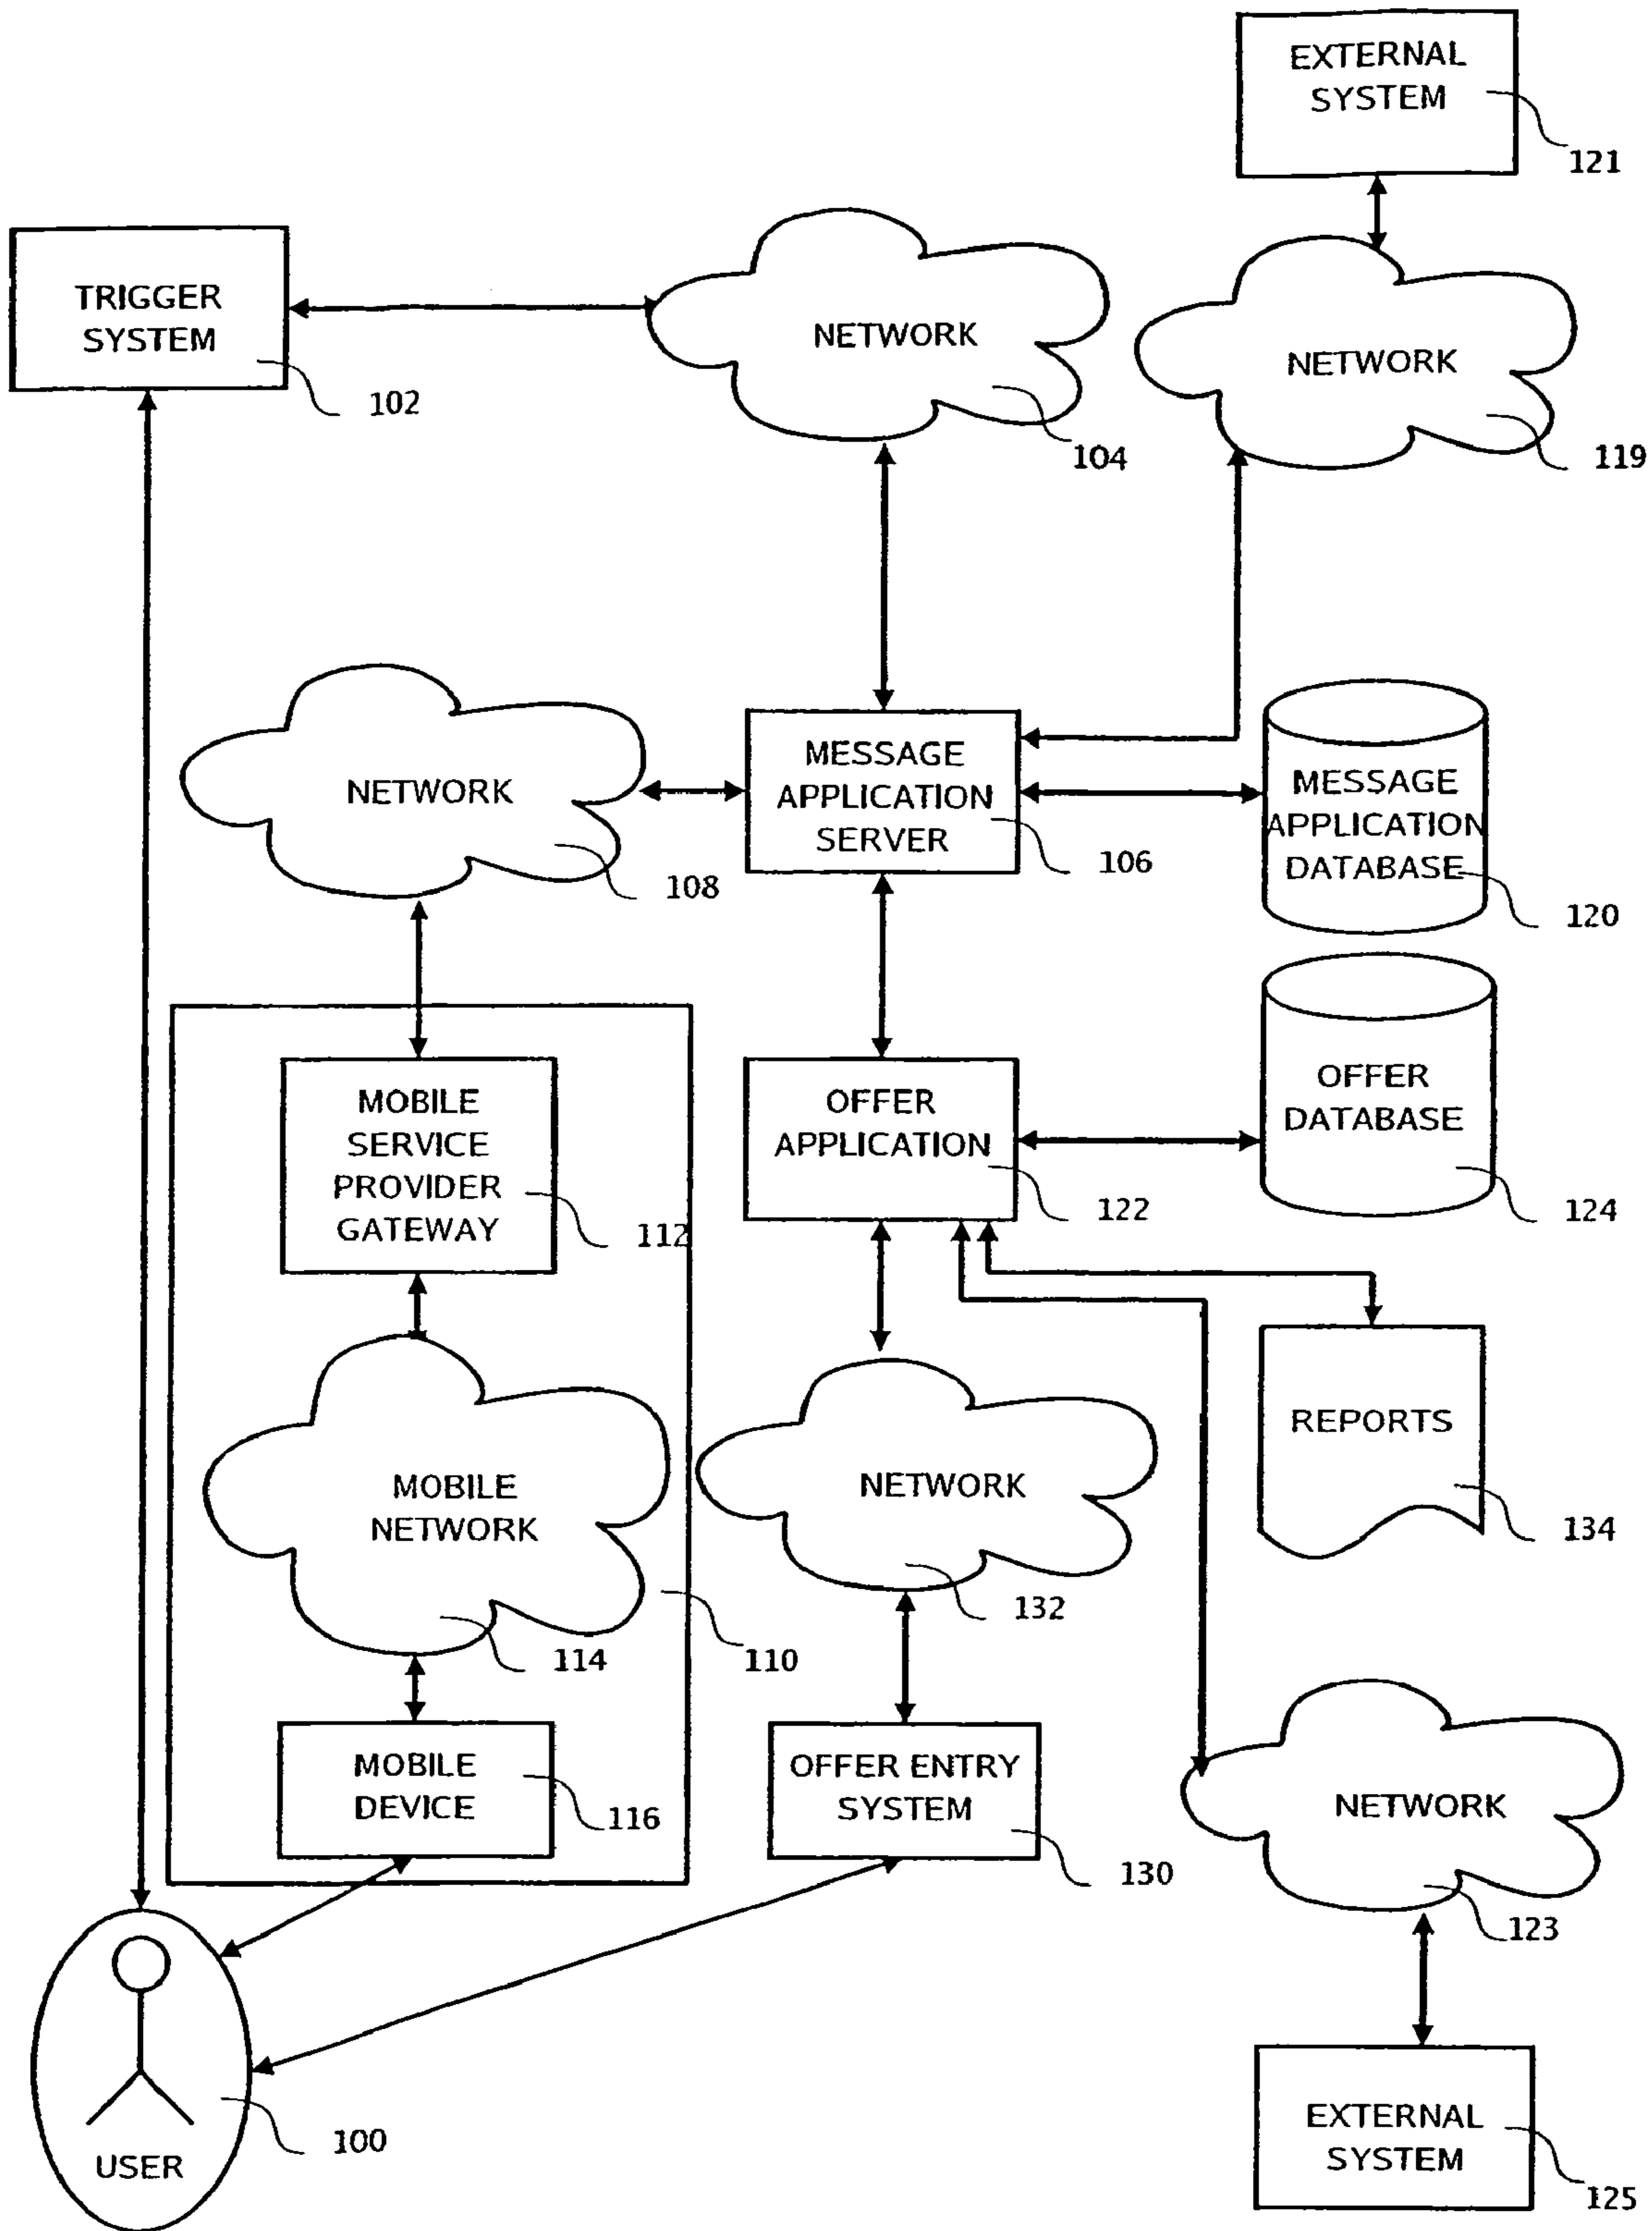 EXTERNAL
SYSTEM
121
TRIGGER
SYSTEM
102
NETWORK
104
NETWORK
119
NETWORK
108
MESSAGE
APPLICATION
SERVER
106
MESSAGE
APPLICATION
DATABASE
120
MOBILE
SERVICE
PROVIDER
GATEWAY
112
OFFER
APPLICATION
122
OFFER
DATABASE
124
MOBILE
NETWORK
114
110
NETWORK
132
REPORTS
134
MOBILE
DEVICE
116
OFFER ENTRY
SYSTEM
130
NETWORK
123
USER
100
EXTERNAL
SYSTEM
125